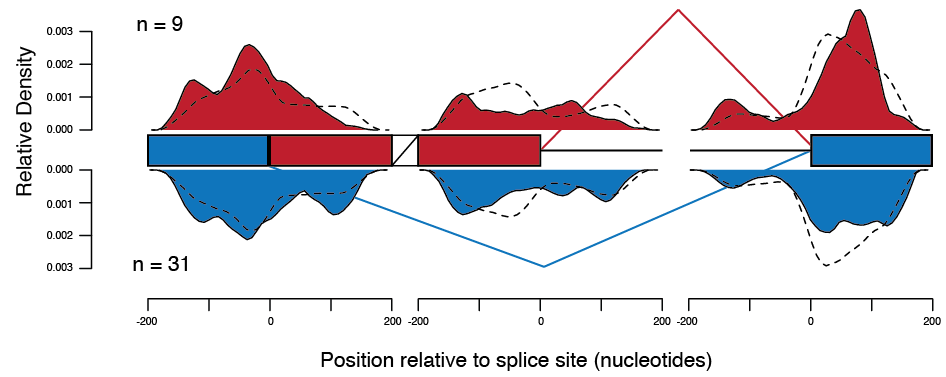 n = 9
0.003
0.002
0.001
0.000
0.000
0.001
0.002
0.003
Relative Density
n = 31
-200 0 200 -200 0 200 -200 0 200
Position relative to splice site (nucleotides)